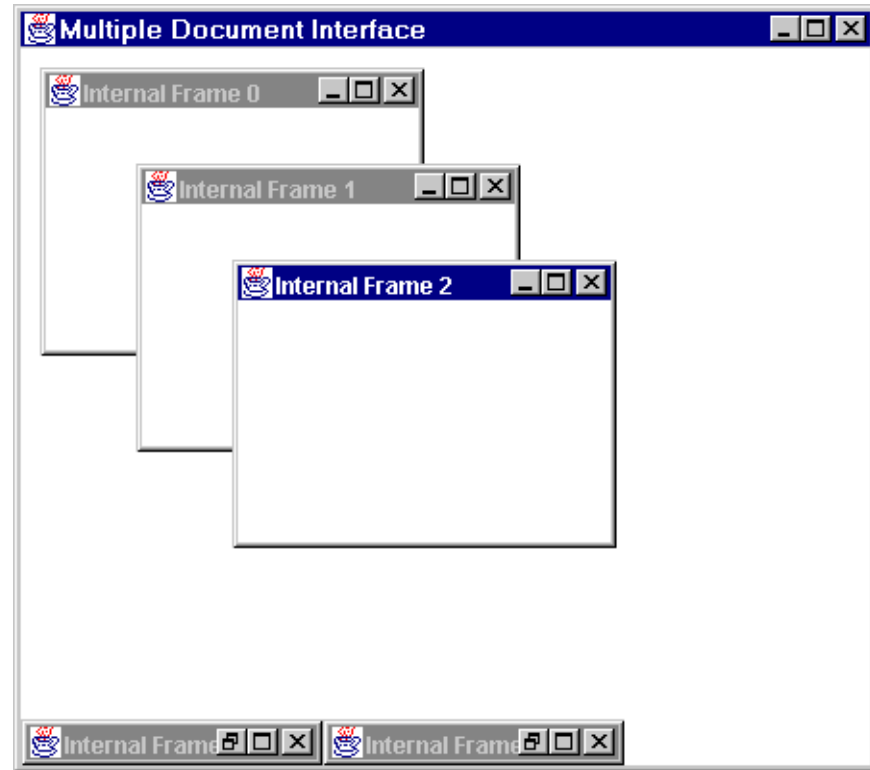 Multiple Document Interface
Internal Frame 0
Internal Frame 1
Internal Frame 2
Internal Frame
Internal Frame